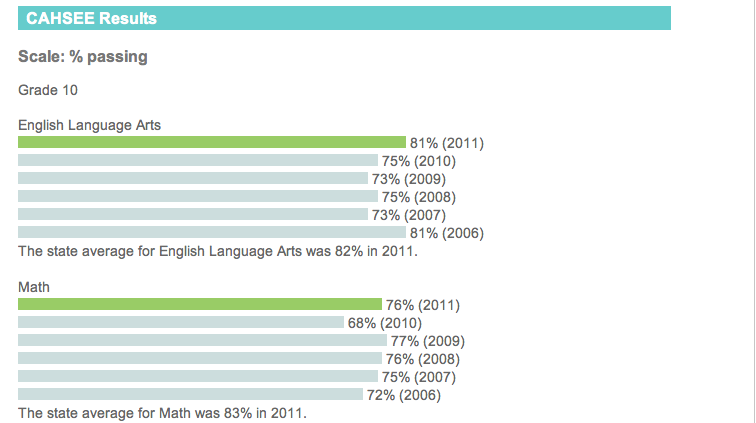 CAHSEE Results
Scale: % passing
Grade 10
English Language Arts
81% (2011)
75% (2010)
73% (2009)
75% (2008)
73% (2007)
81% (2006)
The state average for English Language Arts was 82% in 2011.
Math
76% (2011)
68% (2010)
77% (2009)
76% (2008)
75% (2007)
72% (2006)
The state average for Math was 83% in 2011.